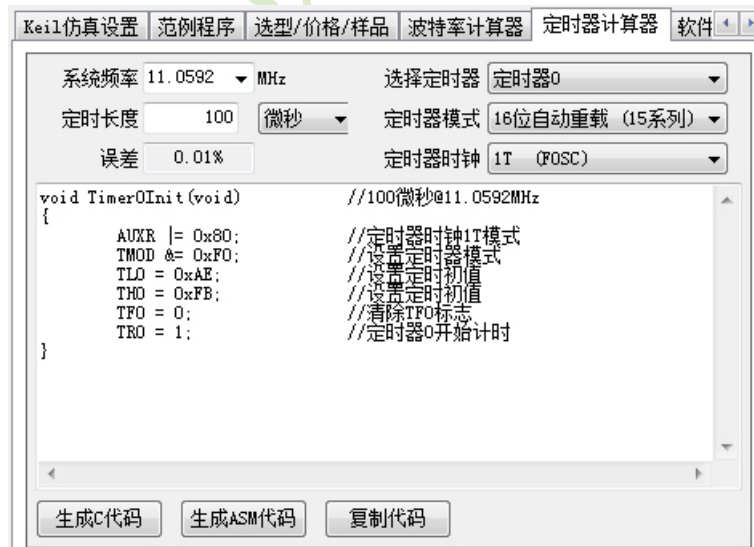 Keil仿真设置 范例程序 选型/价格/样品 波特率计算器 定时器计算器 软件
系统频率 11.0592 MHz 选择定时器 定时器0
定时长度 100 微秒 定时器模式 16位自动重载 (15系列)
误差 0.01% 定时器时钟 1T (FOSC)
void Timer0Init(void) //100微秒@11.0592MHz
{
AUXR |= 0x80; //定时器时钟1T模式
TMOD &= 0xF0; //设置定时器模式
TL0 = 0xAE; //设置定时初值
TH0 = 0xFB; //设置定时初值
TF0 = 0; //清除TF0标志
TR0 = 1; //定时器0开始计时
}
生成C代码 生成ASM代码 复制代码